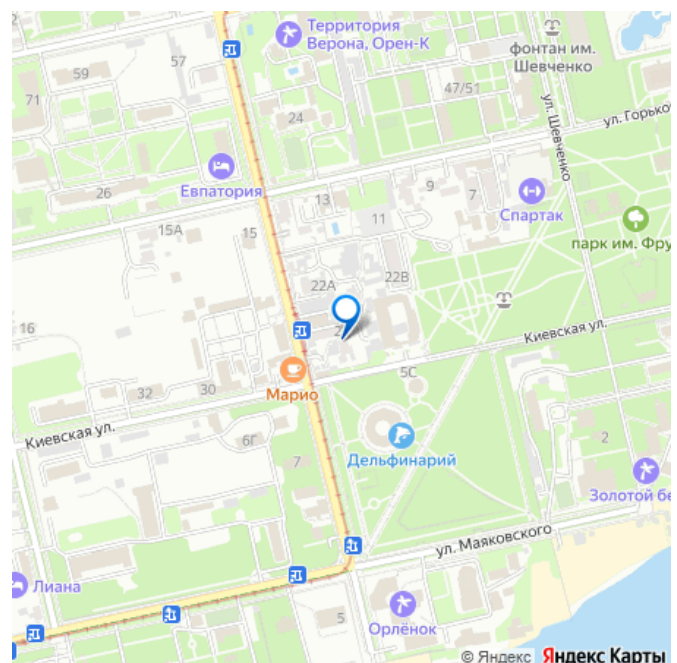 Территория
Верона, Орен-К
фонтан им.
Шевченко
57
59
71
47/51
24
ул. Горько
ул. Шевченко
Евпатория
26
13
9
7
11
Спартак
парк им. Фру
15А
15
22А
22В
16
Киевская ул.
5С
Марио
32
30
Киевская ул.
6Г
7
Дельфинарий
2
Золотой бе
ул. Маяковского
Лиана
5
Орлёнок
© Яндекс Яндекс Карты